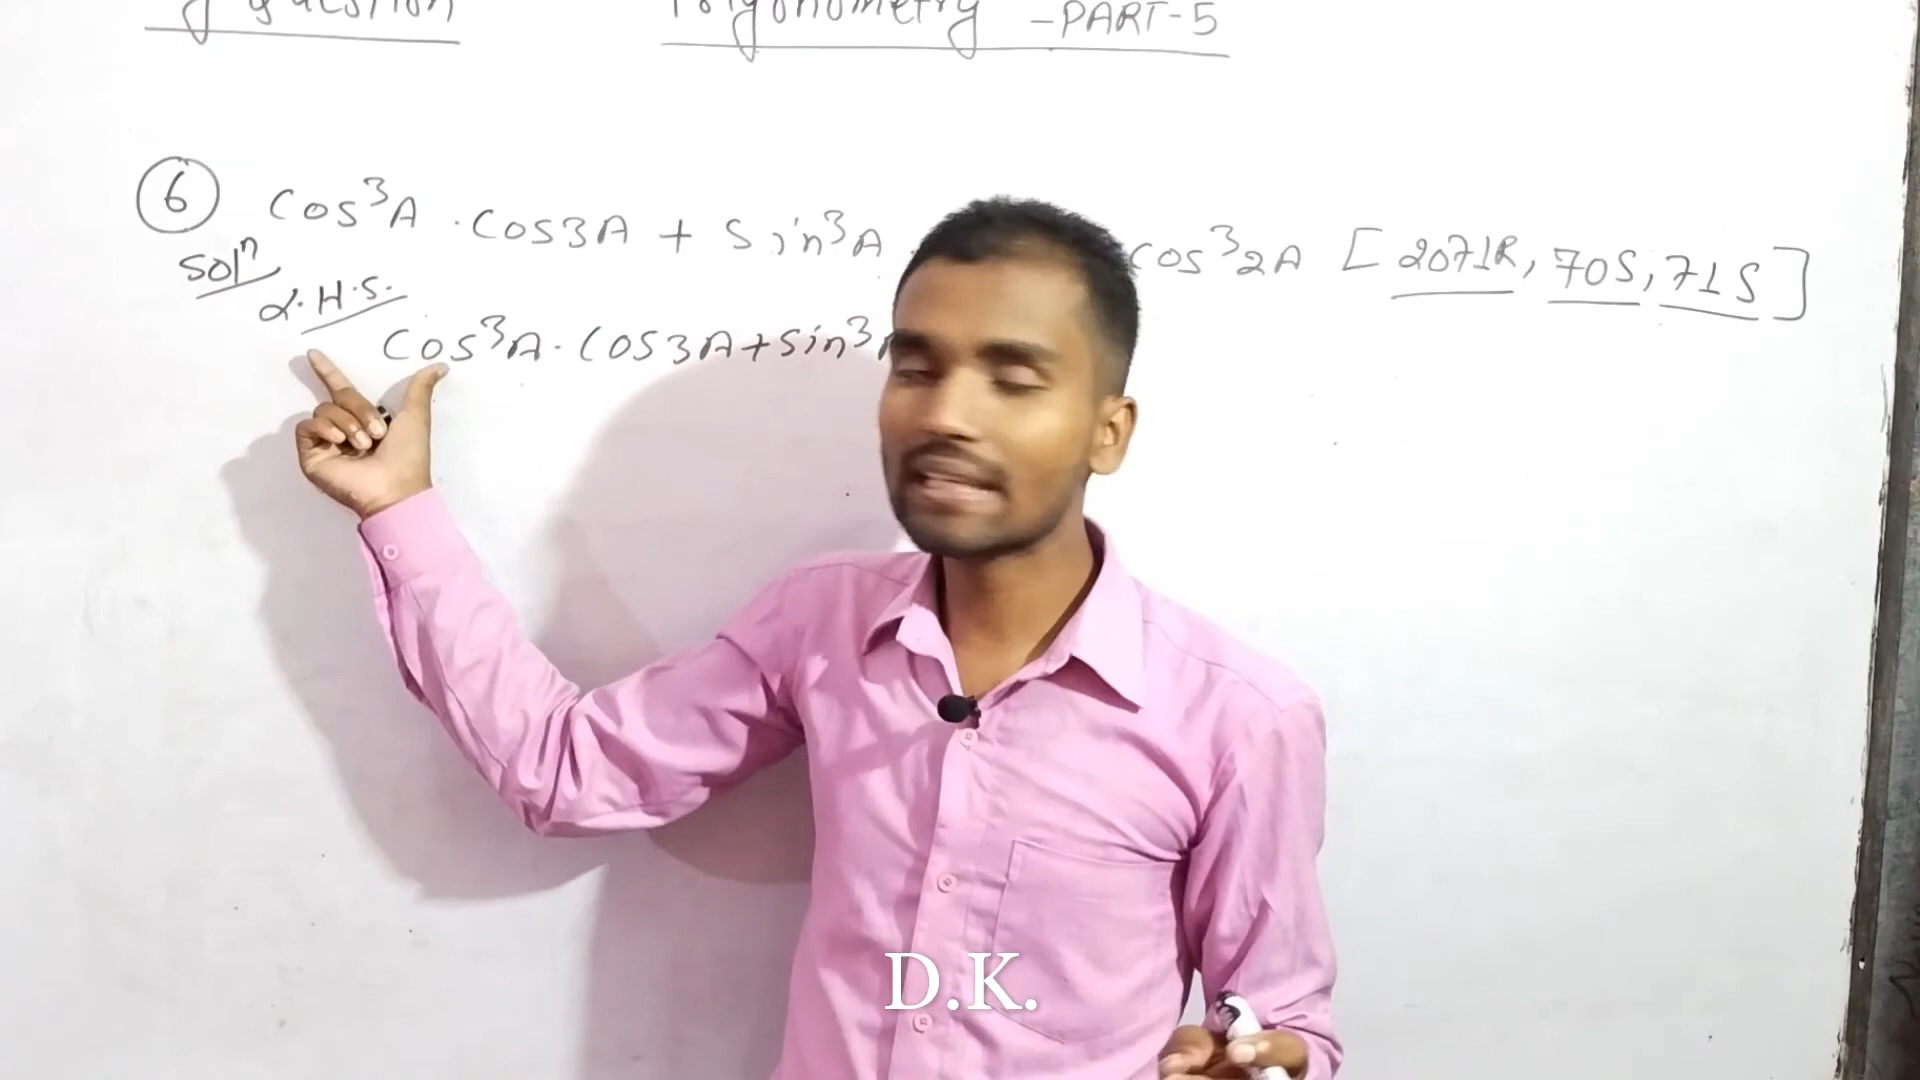 question Trigonometry -PART-5
6 Cos³A .Cos3A + Sin³A cos³2A [2071R, 70S, 71S]
Solⁿ
L.H.S.
Cos³A.Cos3A+Sin³A
D.K.